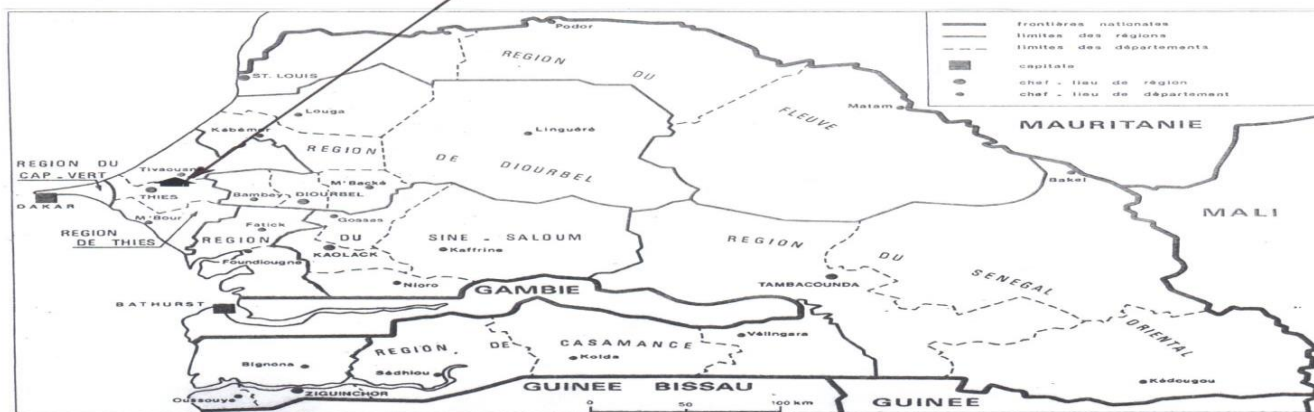 frontières nationales
limites des régions
limites des départements
capitale
chef - lieu de région
chef - lieu de département
Podor
ST. LOUIS
REGION DU FLEUVE
Matam
Louga
Linguéré
Kébémer
MAURITANIE
REGION DE DIOURBEL
REGION DU
CAP - VERT
Tivaouane
M'Backé
Bakel
THIES
Bambey
DIOURBEL
DAKAR
MALI
M'Bour
Gossas
Fatick
REGION
DE THIES
REGION DU SINE - SALOUM
REGION DU SENEGAL ORIENTAL
KAOLACK
Kaffrine
Foundiougne
TAMBACOUNDA
Nioro
GAMBIE
BATHURST
Vélingara
REGION DE CASAMANCE
Kolda
Bignona
Sédhiou
Kédougou
GUINEE BISSAU
ZIGUINCHOR
Oussouye
GUINEE
0 50 100 km